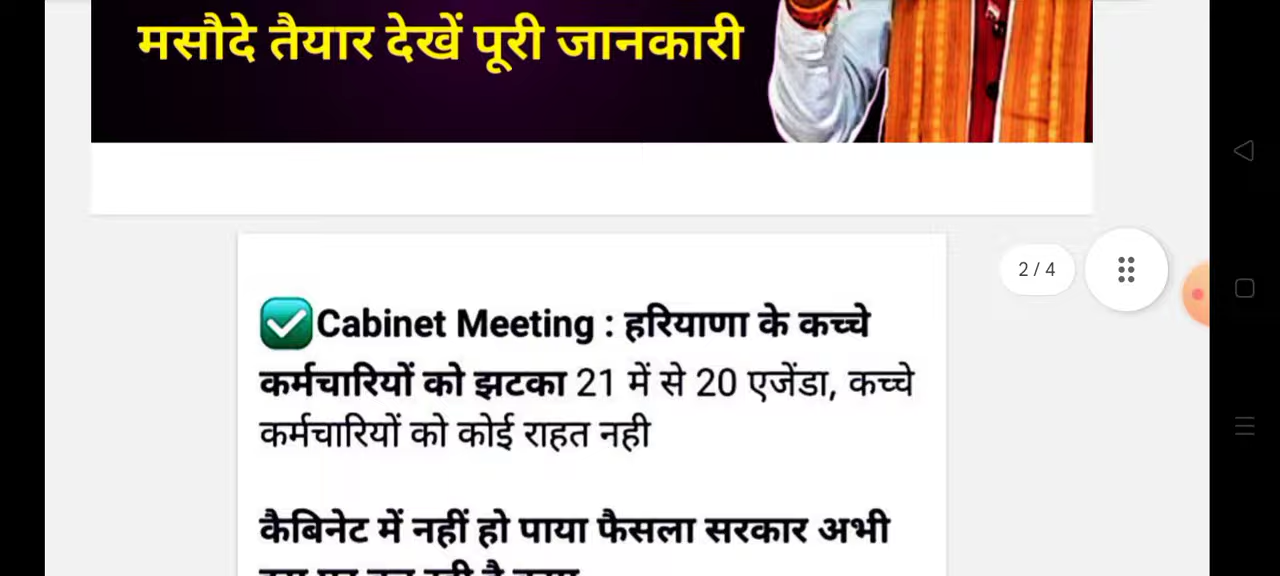 मसौदे तैयार देखें पूरी जानकारी
2 / 4
Cabinet Meeting : हरियाणा के कच्चे
कर्मचारियों को झटका 21 में से 20 एजेंडा, कच्चे
कर्मचारियों को कोई राहत नही
कैबिनेट में नहीं हो पाया फैसला सरकार अभी